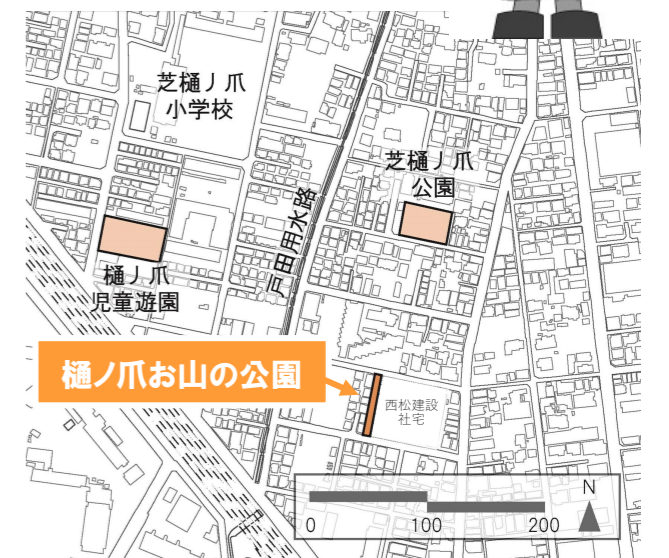 芝樋ノ爪
小学校
芝樋ノ爪
公園
戸田用水路
樋ノ爪
児童遊園
樋ノ爪お山の公園
西松建設
社宅
N
0 100 200